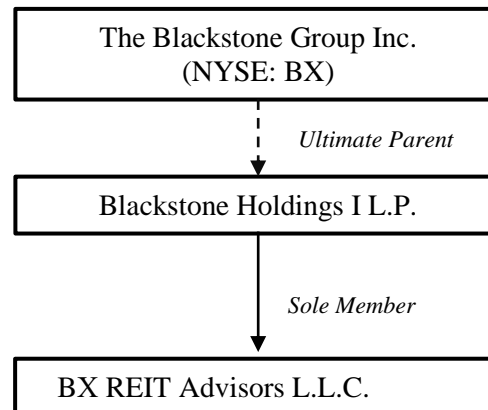 The Blackstone Group Inc.
(NYSE: BX)
Ultimate Parent
Blackstone Holdings I L.P.
Sole Member
BX REIT Advisors L.L.C.